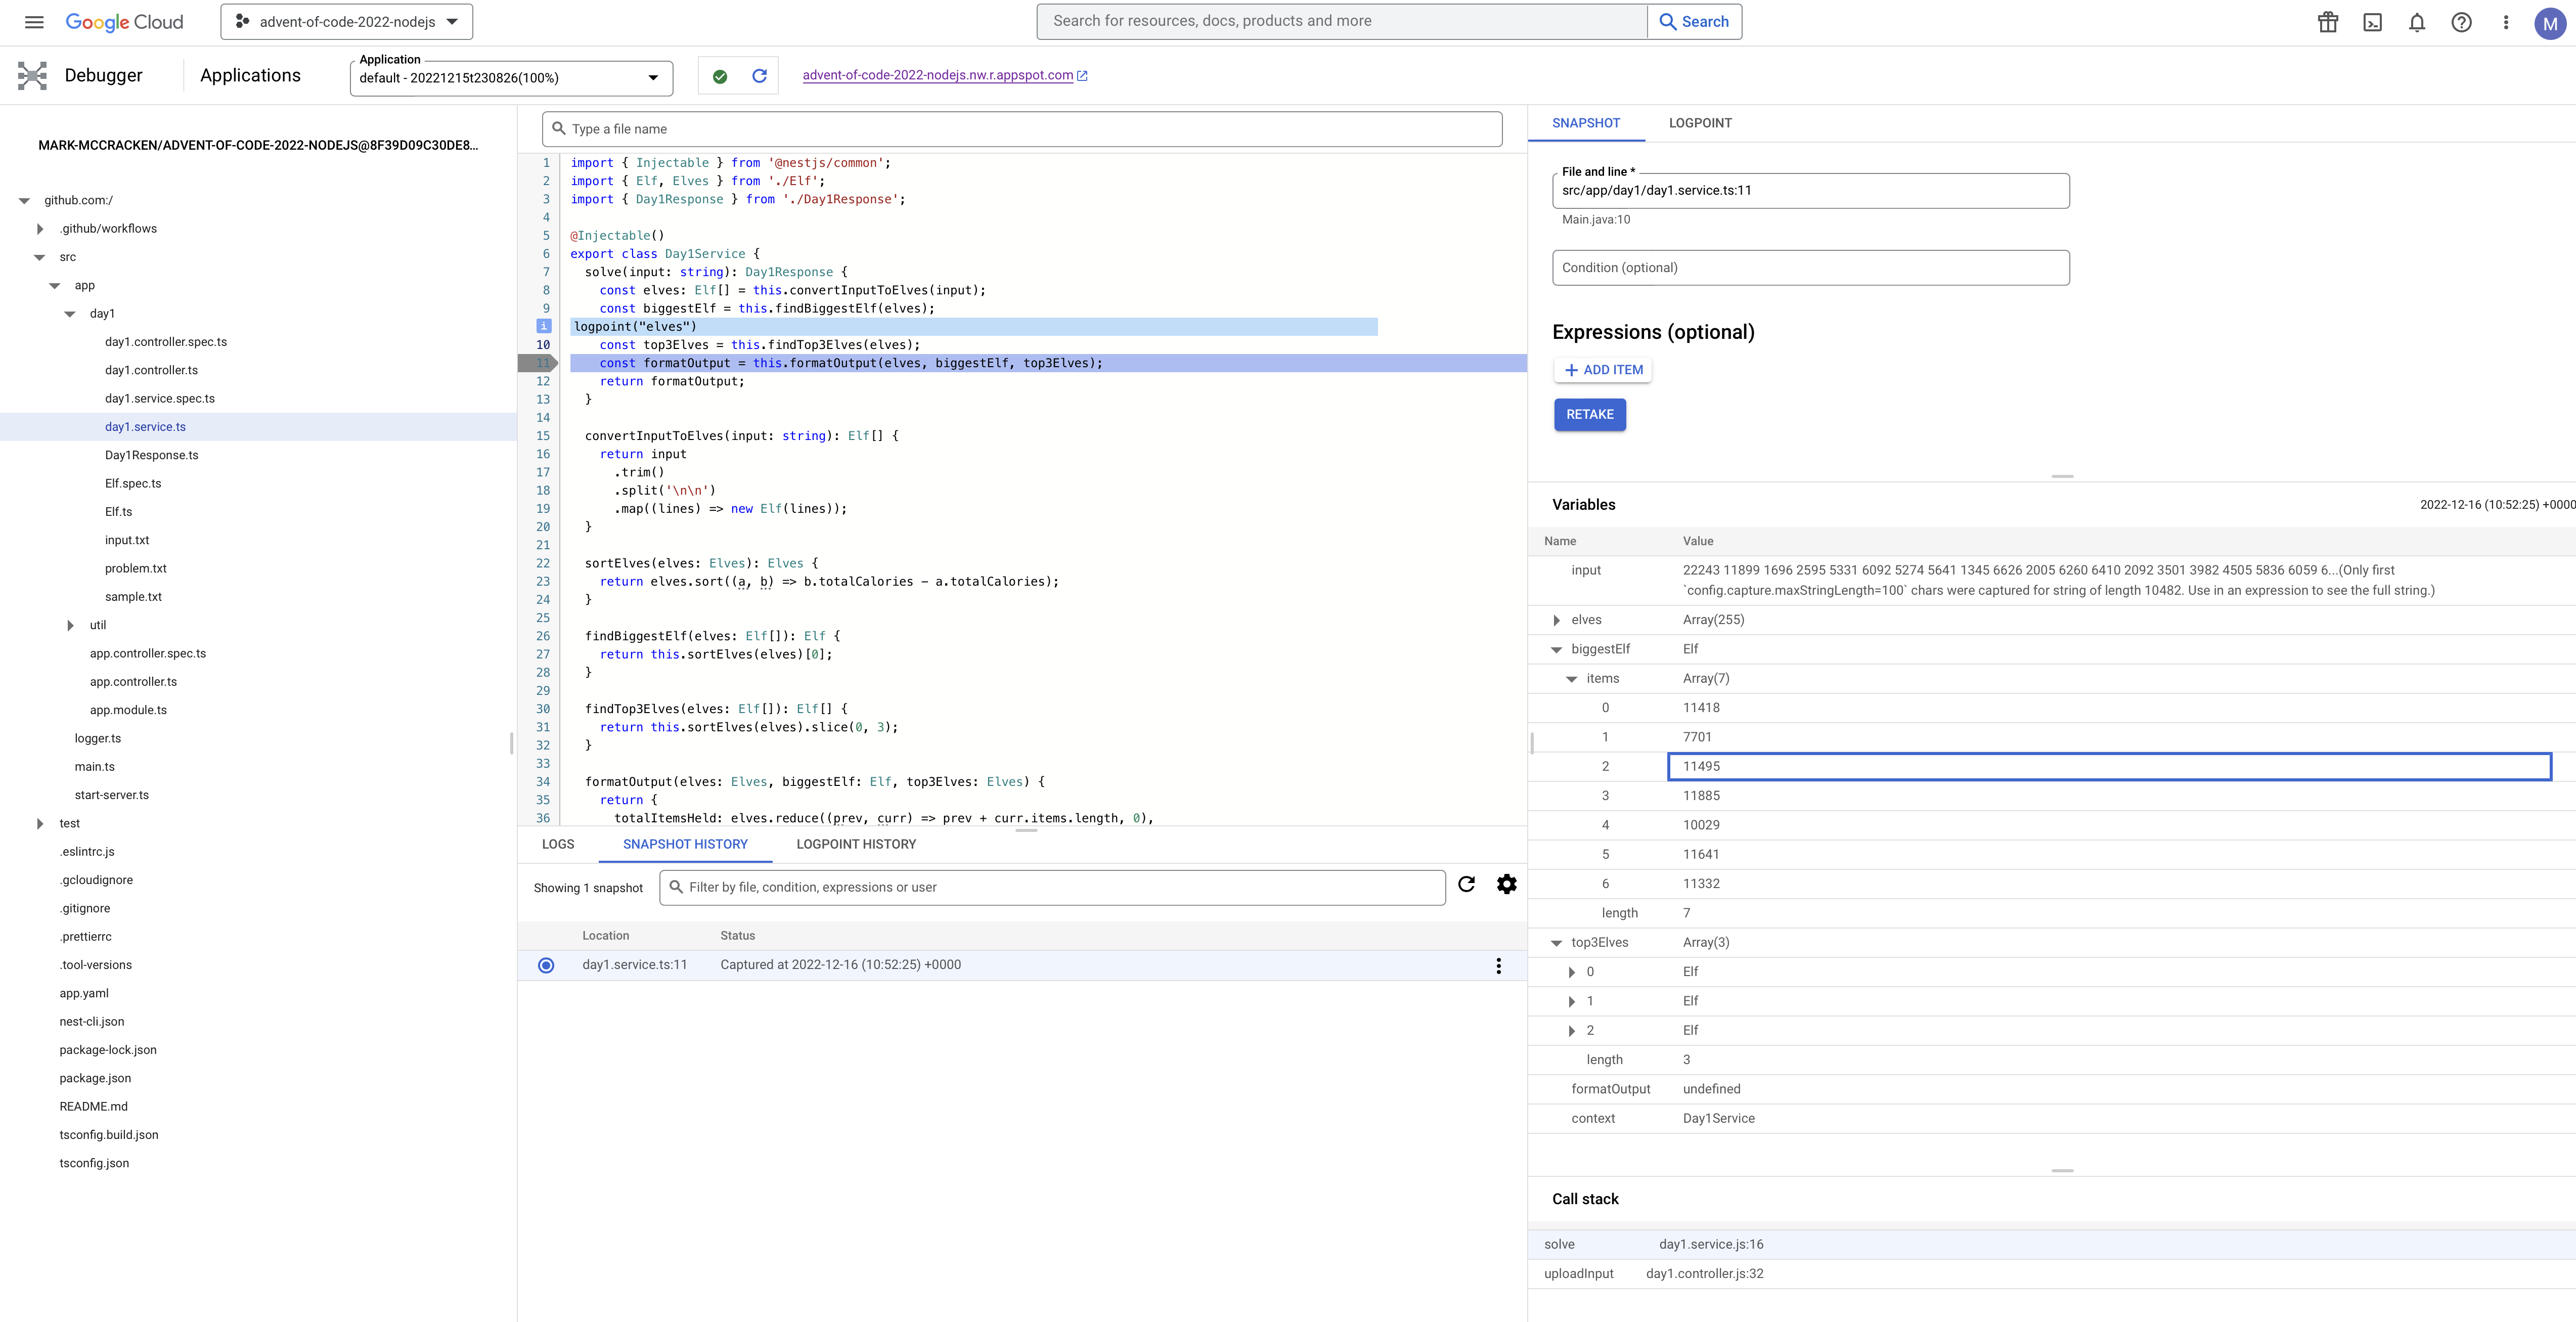 Google Cloud
advent-of-code-2022-nodejs
Search for resources, docs, products and more
Search
M
Debugger
Applications
Application
default - 20221215t230826(100%)
advent-of-code-2022-nodejs.nw.r.appspot.com
MARK-MCCRACKEN/ADVENT-OF-CODE-2022-NODEJS@8F39D09C30DE8...
github.com:/
.github/workflows
src
app
day1
day1.controller.spec.ts
day1.controller.ts
day1.service.spec.ts
day1.service.ts
Day1Response.ts
Elf.spec.ts
Elf.ts
input.txt
problem.txt
sample.txt
util
app.controller.spec.ts
app.controller.ts
app.module.ts
logger.ts
main.ts
start-server.ts
test
.eslintrc.js
.gcloudignore
.gitignore
.prettierrc
.tool-versions
app.yaml
nest-cli.json
package-lock.json
package.json
README.md
tsconfig.build.json
tsconfig.json
Type a file name
1 import { Injectable } from '@nestjs/common';
2 import { Elf, Elves } from './Elf';
3 import { Day1Response } from './Day1Response';
4
5 @Injectable()
6 export class Day1Service {
7 solve(input: string): Day1Response {
8 const elves: Elf[] = this.convertInputToElves(input);
9 const biggestElf = this.findBiggestElf(elves);
i logpoint("elves")
10 const top3Elves = this.findTop3Elves(elves);
11 const formatOutput = this.formatOutput(elves, biggestElf, top3Elves);
12 return formatOutput;
13 }
14
15 convertInputToElves(input: string): Elf[] {
16 return input
17 .trim()
18 .split('\n\n')
19 .map((lines) => new Elf(lines));
20 }
21
22 sortElves(elves: Elves): Elves {
23 return elves.sort((a, b) => b.totalCalories - a.totalCalories);
24 }
25
26 findBiggestElf(elves: Elf[]): Elf {
27 return this.sortElves(elves)[0];
28 }
29
30 findTop3Elves(elves: Elf[]): Elf[] {
31 return this.sortElves(elves).slice(0, 3);
32 }
33
34 formatOutput(elves: Elves, biggestElf: Elf, top3Elves: Elves) {
35 return {
36 totalItemsHeld: elves.reduce((prev, curr) => prev + curr.items.length, 0),
LOGS
SNAPSHOT HISTORY
LOGPOINT HISTORY
Showing 1 snapshot
Filter by file, condition, expressions or user
Location Status
day1.service.ts:11 Captured at 2022-12-16 (10:52:25) +0000
SNAPSHOT
LOGPOINT
File and line *
src/app/day1/day1.service.ts:11
Main.java:10
Condition (optional)
Expressions (optional)
ADD ITEM
RETAKE
Variables 2022-12-16 (10:52:25) +0000
Name Value
input 22243 11899 1696 2595 5331 6092 5274 5641 1345 6626 2005 6260 6410 2092 3501 3982 4505 5836 6059 6...(Only first
`config.capture.maxStringLength=100` chars were captured for string of length 10482. Use in an expression to see the full string.)
elves Array(255)
biggestElf Elf
items Array(7)
0 11418
1 7701
2 11495
3 11885
4 10029
5 11641
6 11332
length 7
top3Elves Array(3)
0 Elf
1 Elf
2 Elf
length 3
formatOutput undefined
context Day1Service
Call stack
solve day1.service.js:16
uploadInput day1.controller.js:32